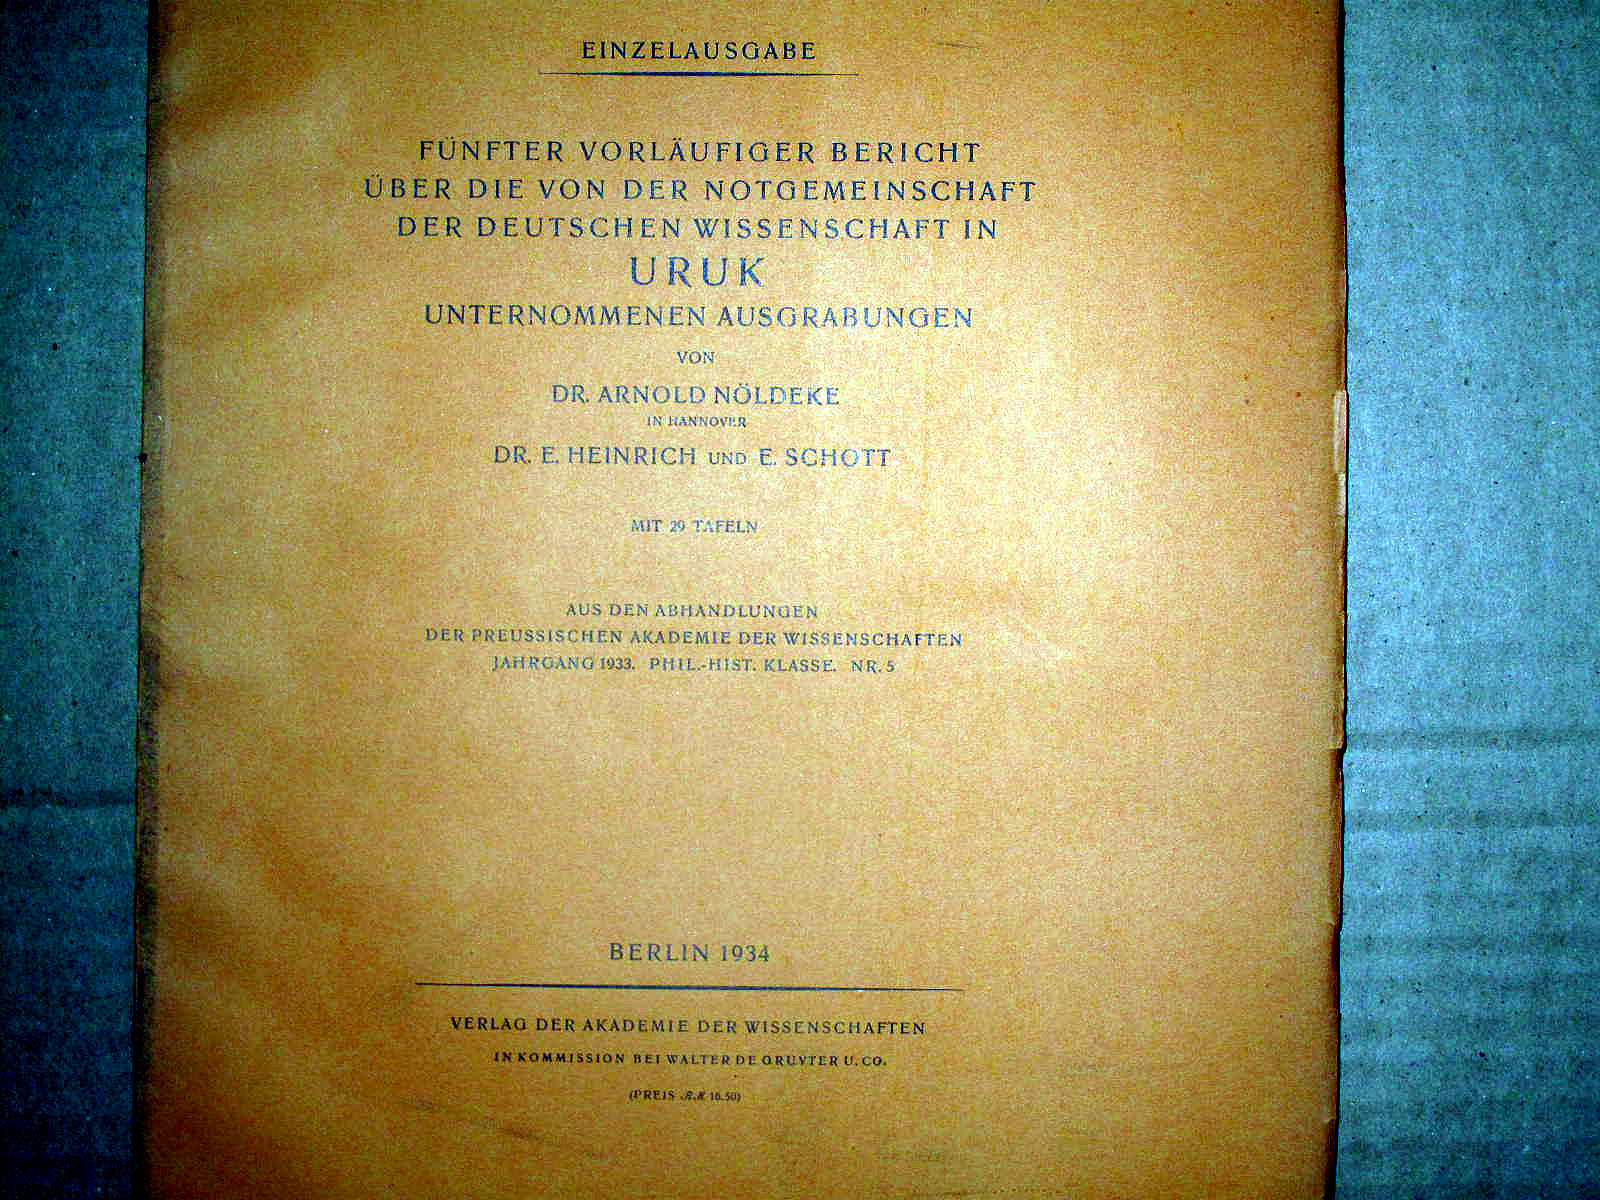 EINZELAUSGABE
FÜNFTER VORLÄUFIGER BERICHT
ÜBER DIE VON DER NOTGEMEINSCHAFT
DER DEUTSCHEN WISSENSCHAFT IN
URUK
UNTERNOMMENEN AUSGRABUNGEN
VON
DR. ARNOLD NÖLDEKE
IN HANNOVER
DR. E. HEINRICH UND E. SCHOTT
MIT 29 TAFELN
AUS DEN ABHANDLUNGEN
DER PREUSSISCHEN AKADEMIE DER WISSENSCHAFTEN
JAHRGANG 1933. PHIL.-HIST. KLASSE. NR. 5
BERLIN 1934
VERLAG DER AKADEMIE DER WISSENSCHAFTEN
IN KOMMISSION BEI WALTER DE GRUYTER U. CO.
(PREIS R.M 16.50)